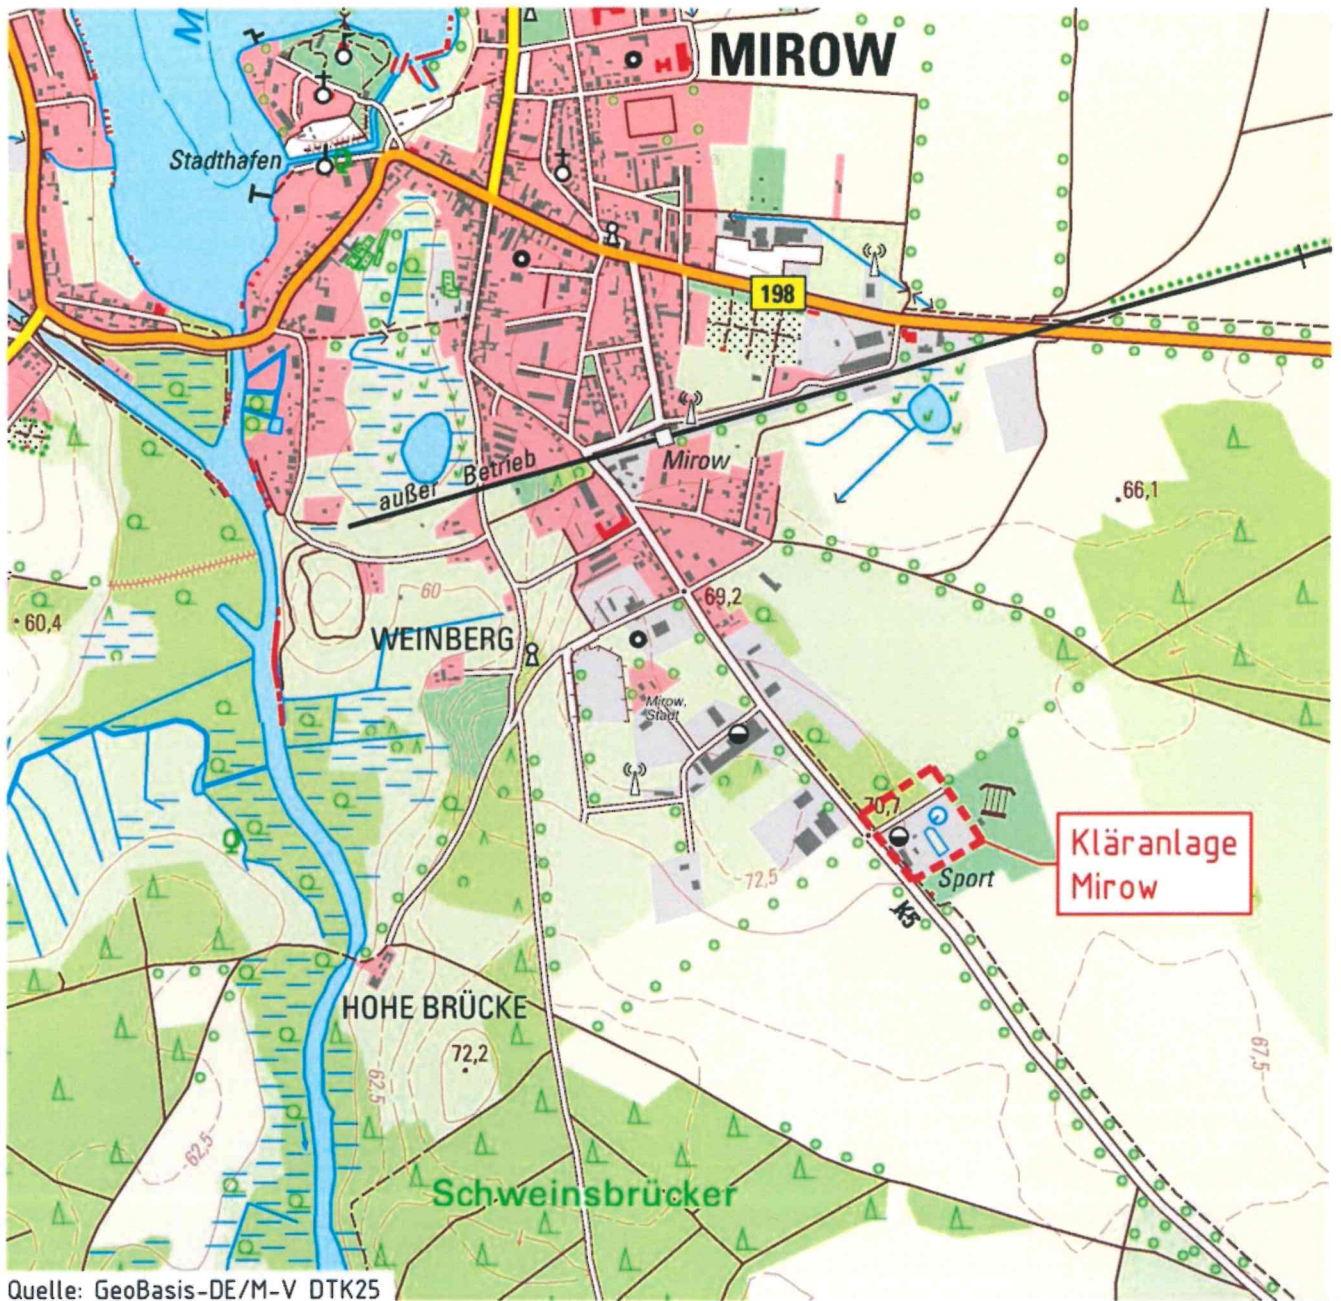 M
MIROW
Stadthafen
198
Mirow
außer Betrieb
66,1
60
69,2
60,4
WEINBERG
Mirow,
Stadt
70,7
Kläranlage
Mirow
72,5
Sport
K5
HOHE BRÜCKE
72,2
62,5
67,5
62,5
Schweinsbrücker
Quelle: GeoBasis-DE/M-V DTK25